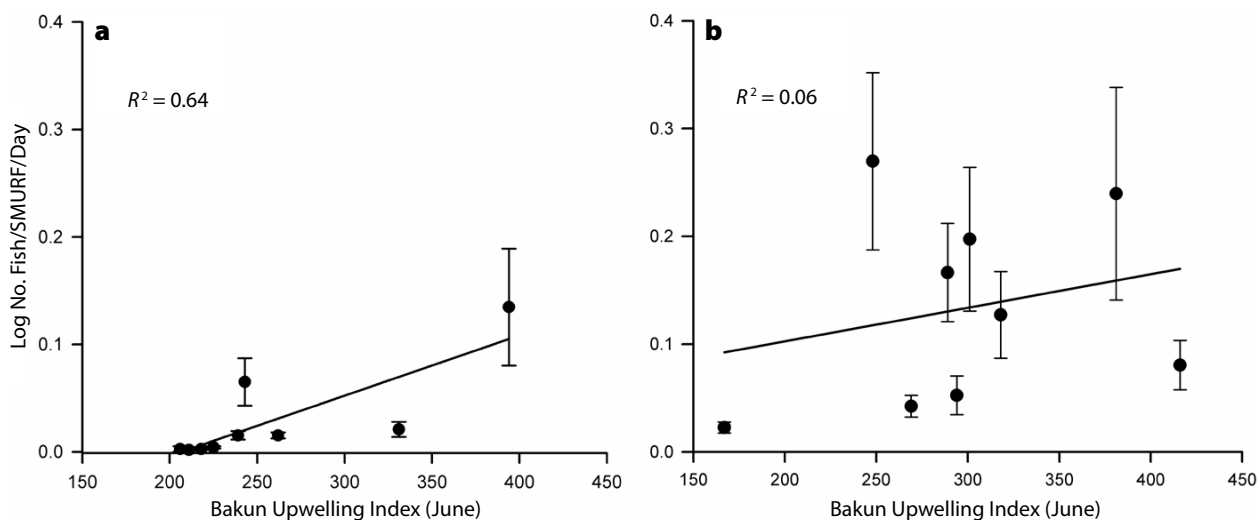 a
R² = 0.64
Log No. Fish/SMURF/Day
0.4
0.3
0.2
0.1
0.0
150 200 250 300 350 400 450
Bakun Upwelling Index (June)
b
R² = 0.06
0.4
0.3
0.2
0.1
0.0
150 200 250 300 350 400 450
Bakun Upwelling Index (June)